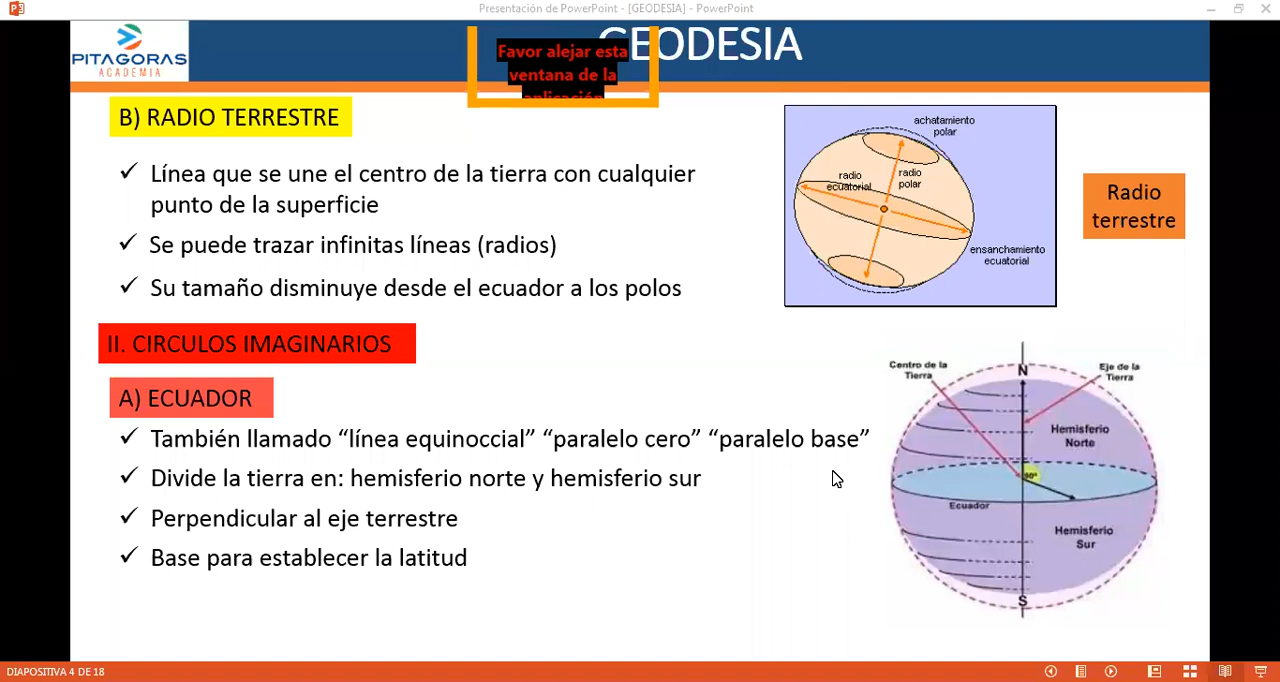 Presentación de PowerPoint - [GEODESIA] - PowerPoint
PITAGORAS
ACADEMIA
GEODESIA
Favor alejar esta
ventana de la
aplicación
B) RADIO TERRESTRE
Línea que se une el centro de la tierra con cualquier
punto de la superficie
Se puede trazar infinitas líneas (radios)
Su tamaño disminuye desde el ecuador a los polos
achatamiento
polar
radio
ecuatorial
radio
polar
ensanchamiento
ecuatorial
Radio
terrestre
II. CIRCULOS IMAGINARIOS
A) ECUADOR
También llamado “línea equinoccial” “paralelo cero” “paralelo base”
Divide la tierra en: hemisferio norte y hemisferio sur
Perpendicular al eje terrestre
Base para establecer la latitud
Centro de la
Tierra
N
Eje de la
Tierra
Hemisferio
Norte
90°
Ecuador
Hemisferio
Sur
S
DIAPOSITIVA 4 DE 18